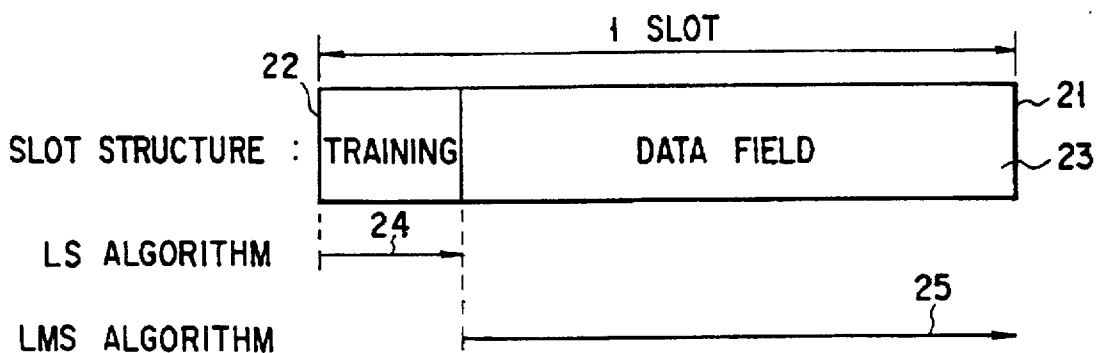 1 SLOT
22
21
SLOT STRUCTURE : TRAINING DATA FIELD
23
24
LS ALGORITHM
25
LMS ALGORITHM